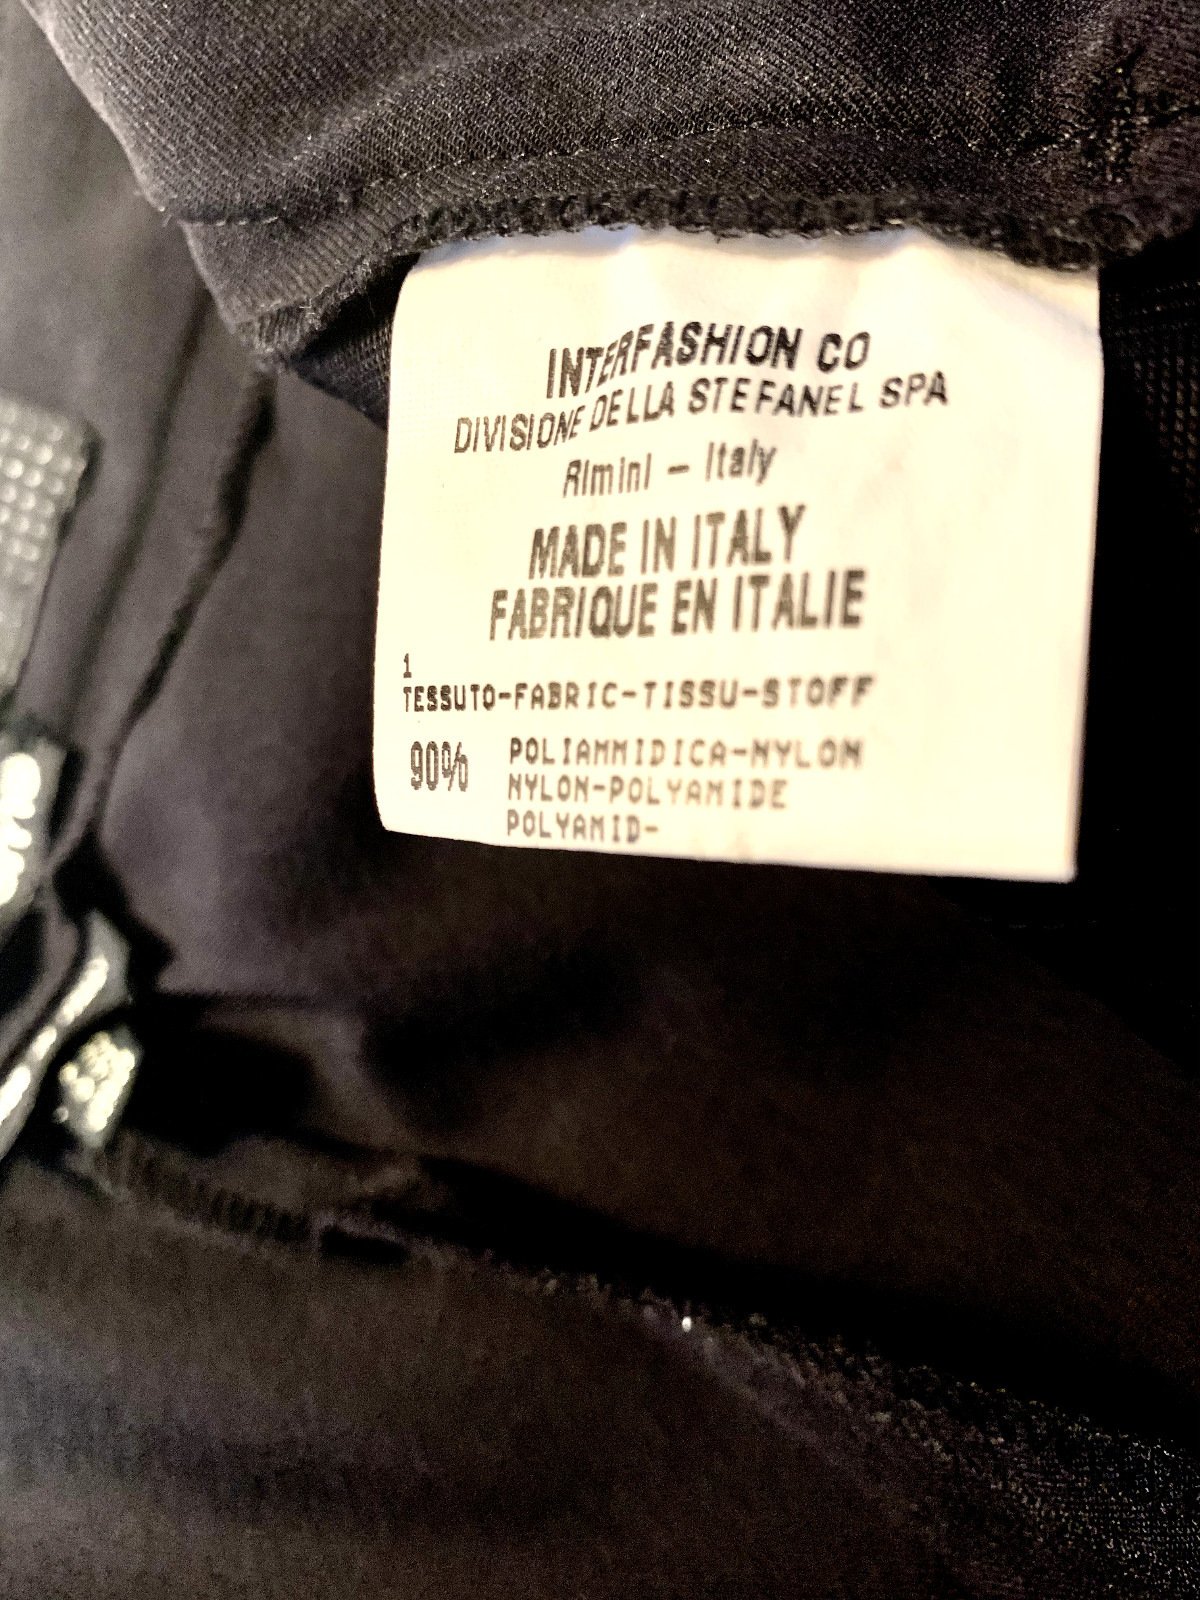 INTERFASHION CO
DIVISIONE DELLA STEFANEL SPA
Rimini - Italy
MADE IN ITALY
FABRIQUE EN ITALIE
1
TESSUTO-FABRIC-TISSU-STOFF
90% POLIAMMIDICA-NYLON
NYLON-POLYAMIDE
POLYAMID-